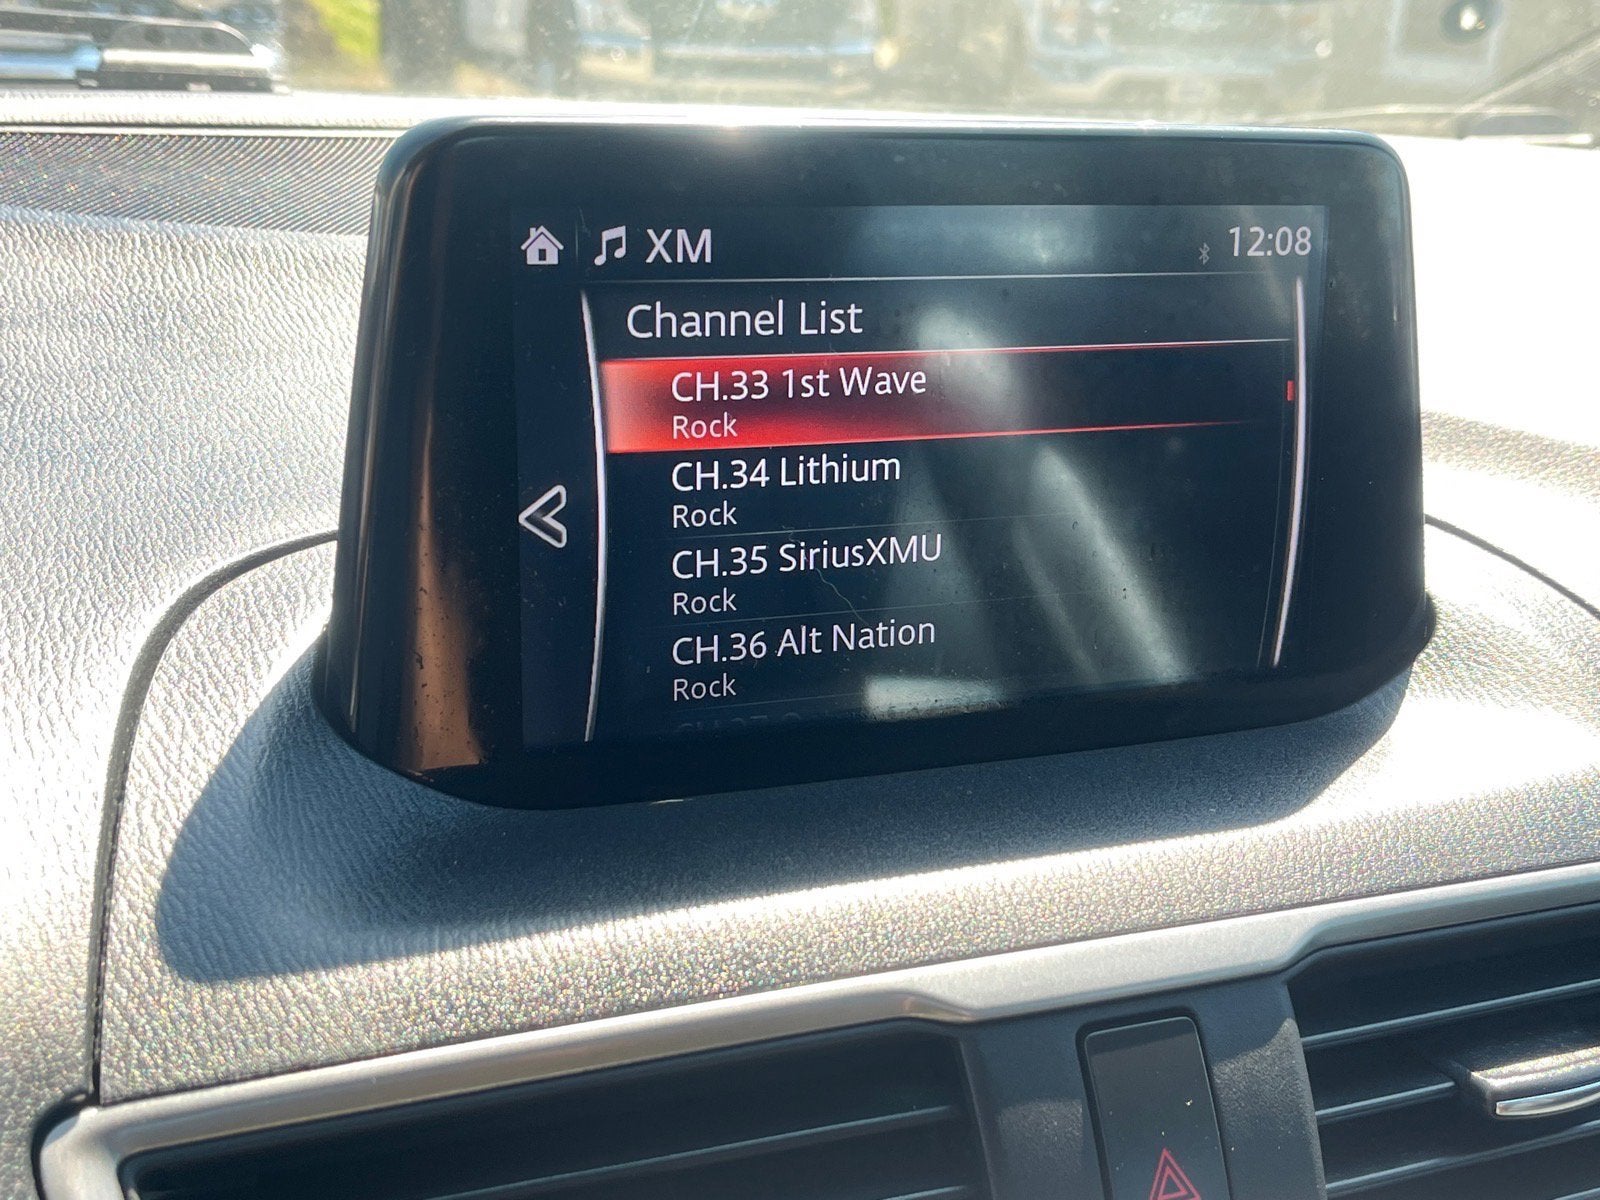 XM
12:08
Channel List
CH.33 1st Wave
Rock
CH.34 Lithium
Rock
CH.35 SiriusXMU
Rock
CH.36 Alt Nation
Rock